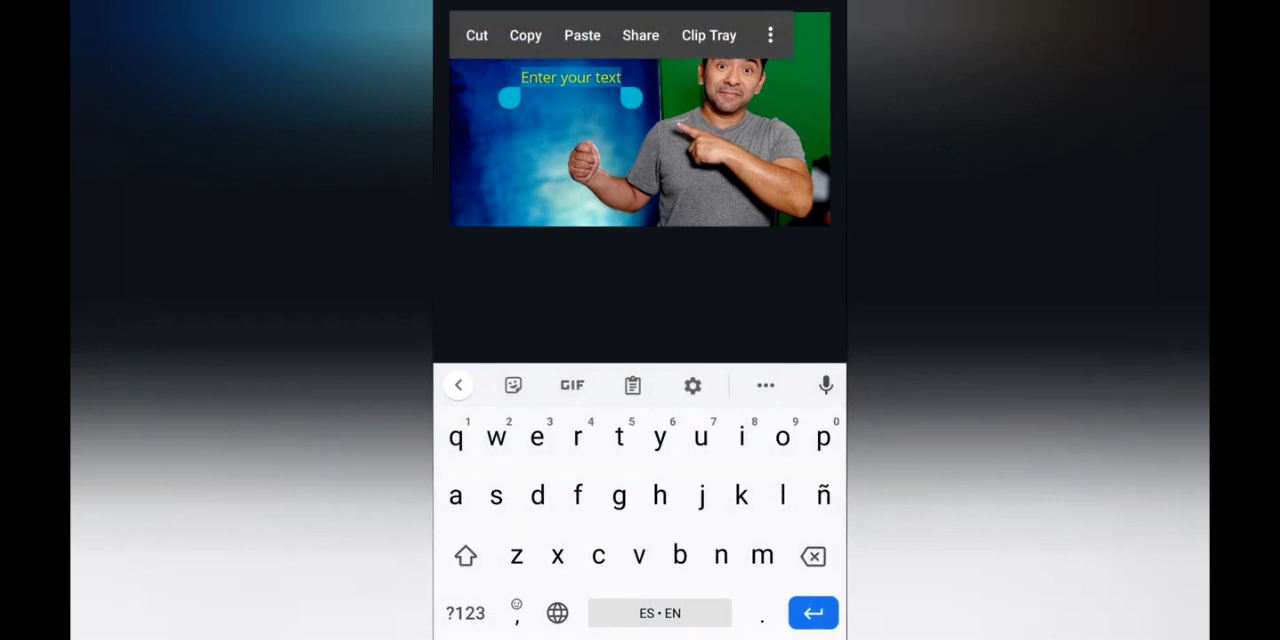 Cut Copy Paste Share Clip Tray
Enter your text
GIF
1 2 3 4 5 6 7 8 9 0
q w e r t y u i o p
a s d f g h j k l ñ
z x c v b n m
?123 , ES • EN .